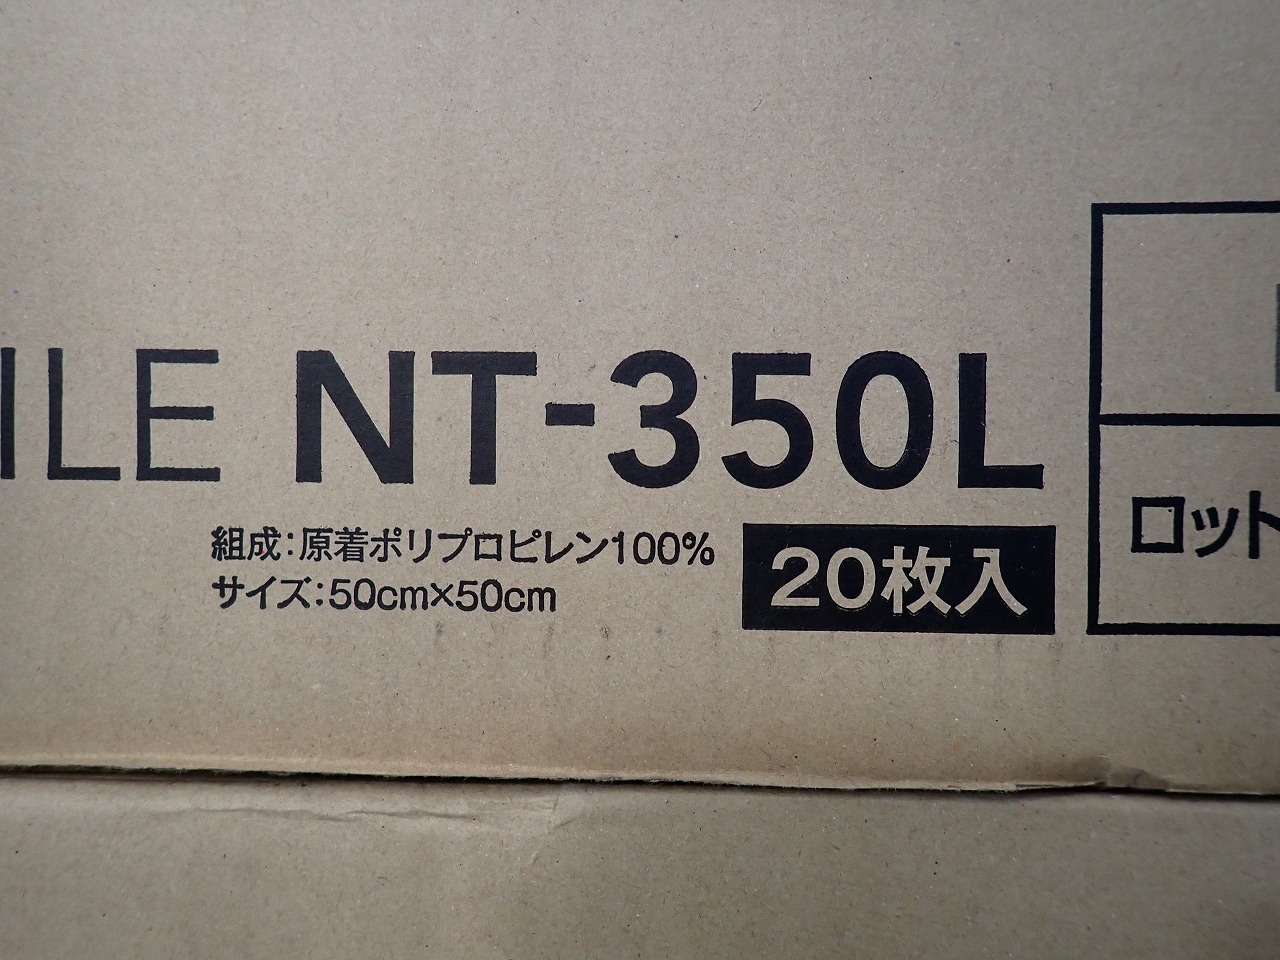 ILE NT-350L
組成:原着ポリプロピレン100%
サイズ:50cm×50cm
20枚入
ロット